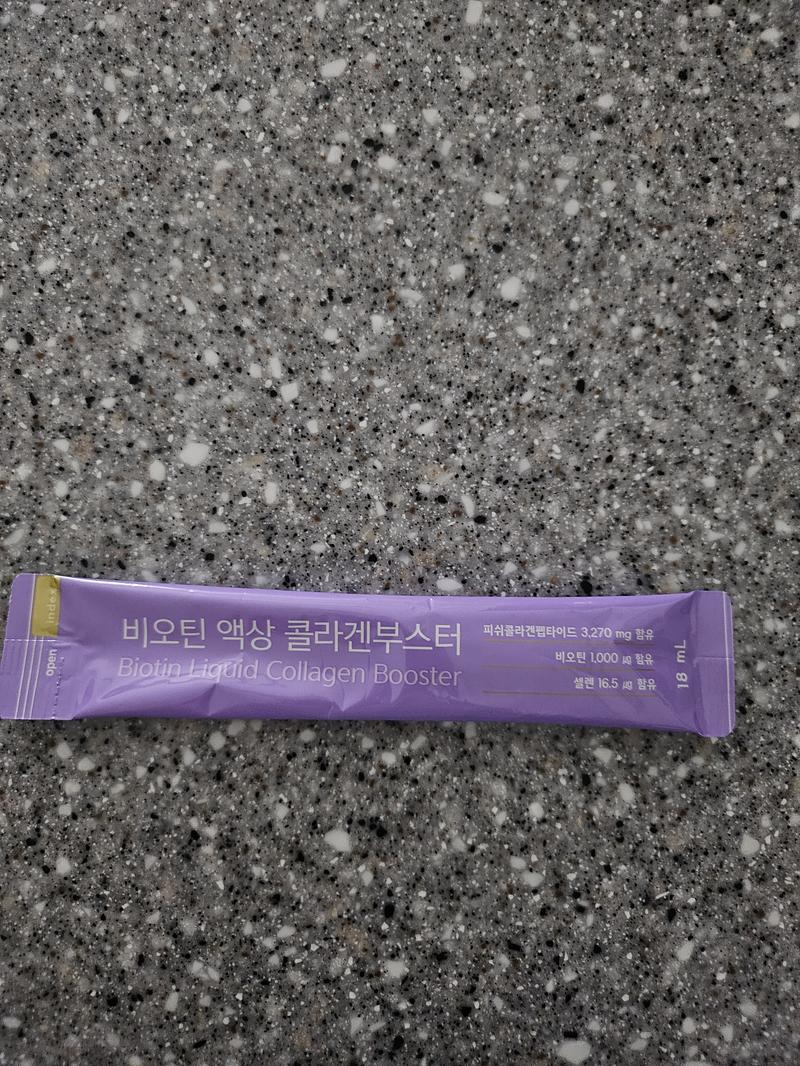 index
open
비오틴 액상 콜라겐부스터
Biotin Liquid Collagen Booster
피쉬콜라겐펩타이드 3,270 mg 함유
비오틴 1,000 ㎍ 함유
셀렌 16.5 ㎍ 함유
18 mL